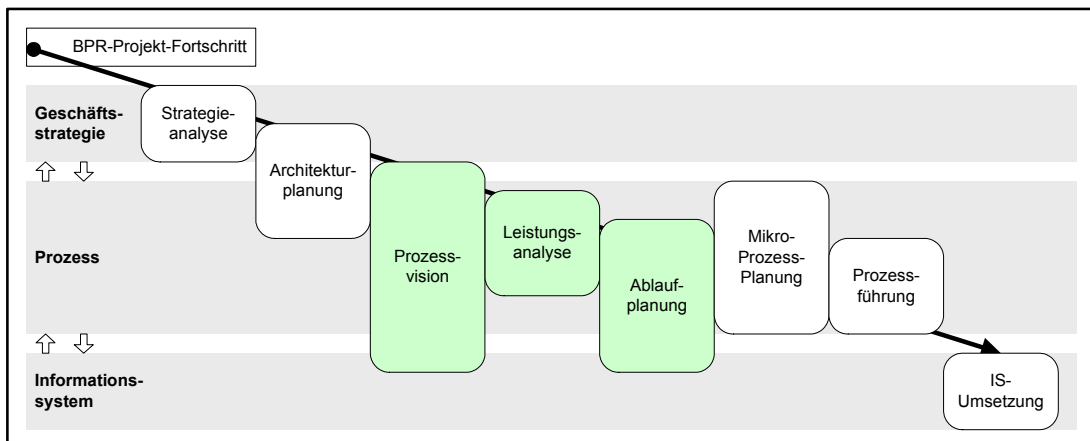 BPR-Projekt-Fortschritt
Geschäfts-
strategie
Strategie-
analyse
Architektur-
planung
Prozess
Prozess-
vision
Leistungs-
analyse
Ablauf-
planung
Mikro-
Prozess-
Planung
Prozess-
führung
Informations-
system
IS-
Umsetzung